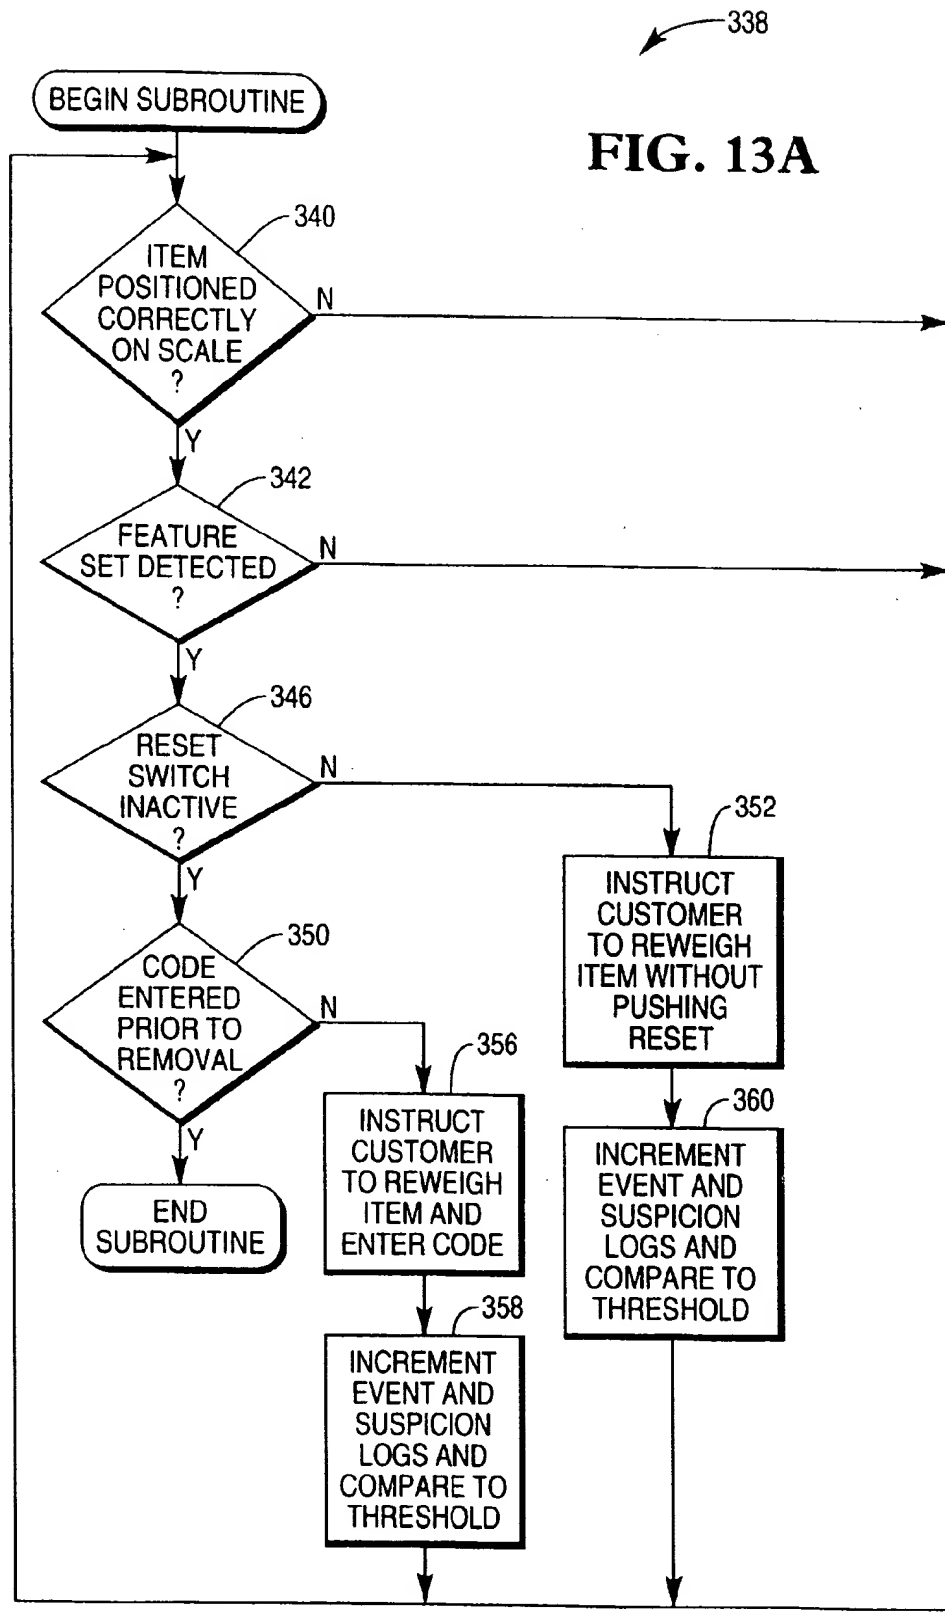 338
FIG. 13A
BEGIN SUBROUTINE
340
ITEM
POSITIONED
CORRECTLY
ON SCALE
?
N
Y
342
FEATURE
SET DETECTED
?
N
Y
346
RESET
SWITCH
INACTIVE
?
N
Y
352
INSTRUCT
CUSTOMER
TO REWEIGH
ITEM WITHOUT
PUSHING
RESET
350
CODE
ENTERED
PRIOR TO
REMOVAL
?
N
Y
356
INSTRUCT
CUSTOMER
TO REWEIGH
ITEM AND
ENTER CODE
360
INCREMENT
EVENT AND
SUSPICION
LOGS AND
COMPARE TO
THRESHOLD
END
SUBROUTINE
358
INCREMENT
EVENT AND
SUSPICION
LOGS AND
COMPARE TO
THRESHOLD